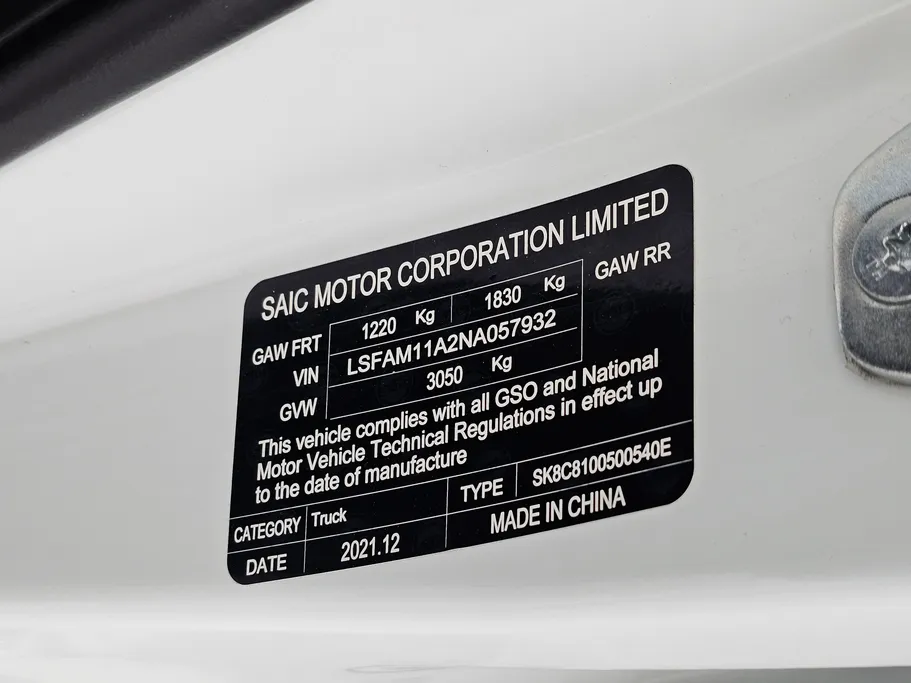 SAIC MOTOR CORPORATION LIMITED
GAW FRT 1220 Kg 1830 Kg GAW RR
VIN LSFAM11A2NA057932
GVW 3050 Kg
This vehicle complies with all GSO and National
Motor Vehicle Technical Regulations in effect up
to the date of manufacture
CATEGORY Truck TYPE SK8C8100500540E
DATE 2021.12 MADE IN CHINA